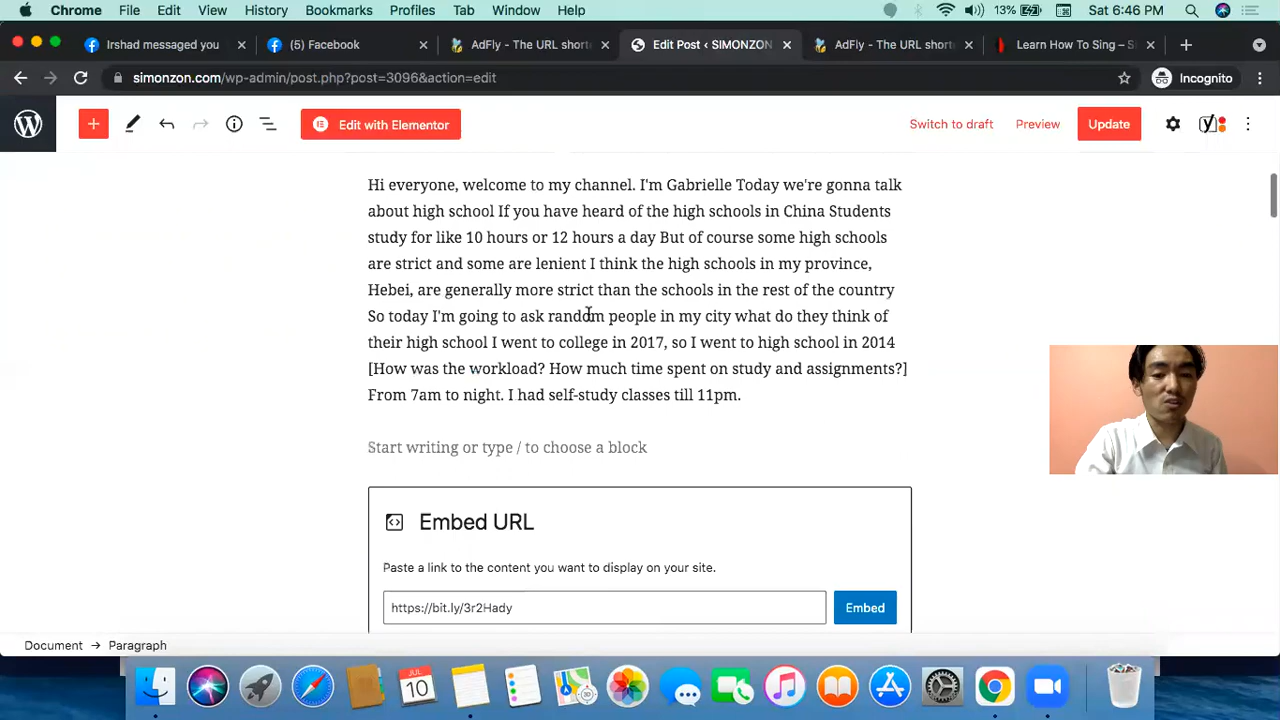 Chrome File Edit View History Bookmarks Profiles Tab Window Help 13% Sat 6:46 PM
Irshad messaged you (5) Facebook AdFly - The URL short Edit Post ‹ SIMONZON AdFly - The URL short Learn How To Sing – S
simonzon.com/wp-admin/post.php?post=3096&action=edit Incognito
Edit with Elementor Switch to draft Preview Update
Hi everyone, welcome to my channel. I'm Gabrielle Today we're gonna talk
about high school If you have heard of the high schools in China Students
study for like 10 hours or 12 hours a day But of course some high schools
are strict and some are lenient I think the high schools in my province,
Hebei, are generally more strict than the schools in the rest of the country
So today I'm going to ask random people in my city what do they think of
their high school I went to college in 2017, so I went to high school in 2014
[How was the workload? How much time spent on study and assignments?]
From 7am to night. I had self-study classes till 11pm.
Start writing or type / to choose a block
Embed URL
Paste a link to the content you want to display on your site.
https://bit.ly/3r2Hady Embed
Document → Paragraph
JUL
10